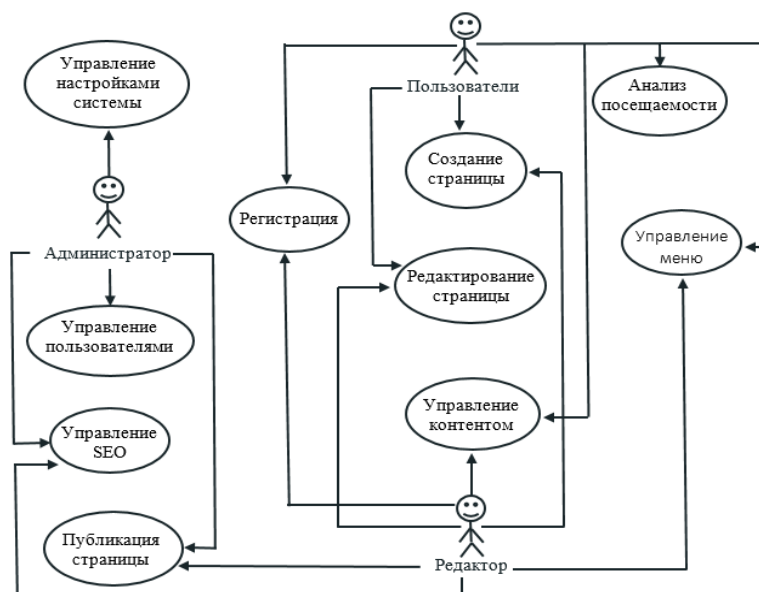 Управление
настройками
системы
Пользователи
Анализ
посещаемости
Создание
страницы
Регистрация
Управление
меню
Администратор
Редактирование
страницы
Управление
пользователями
Управление
контентом
Управление
SEO
Публикация
страницы
Редактор